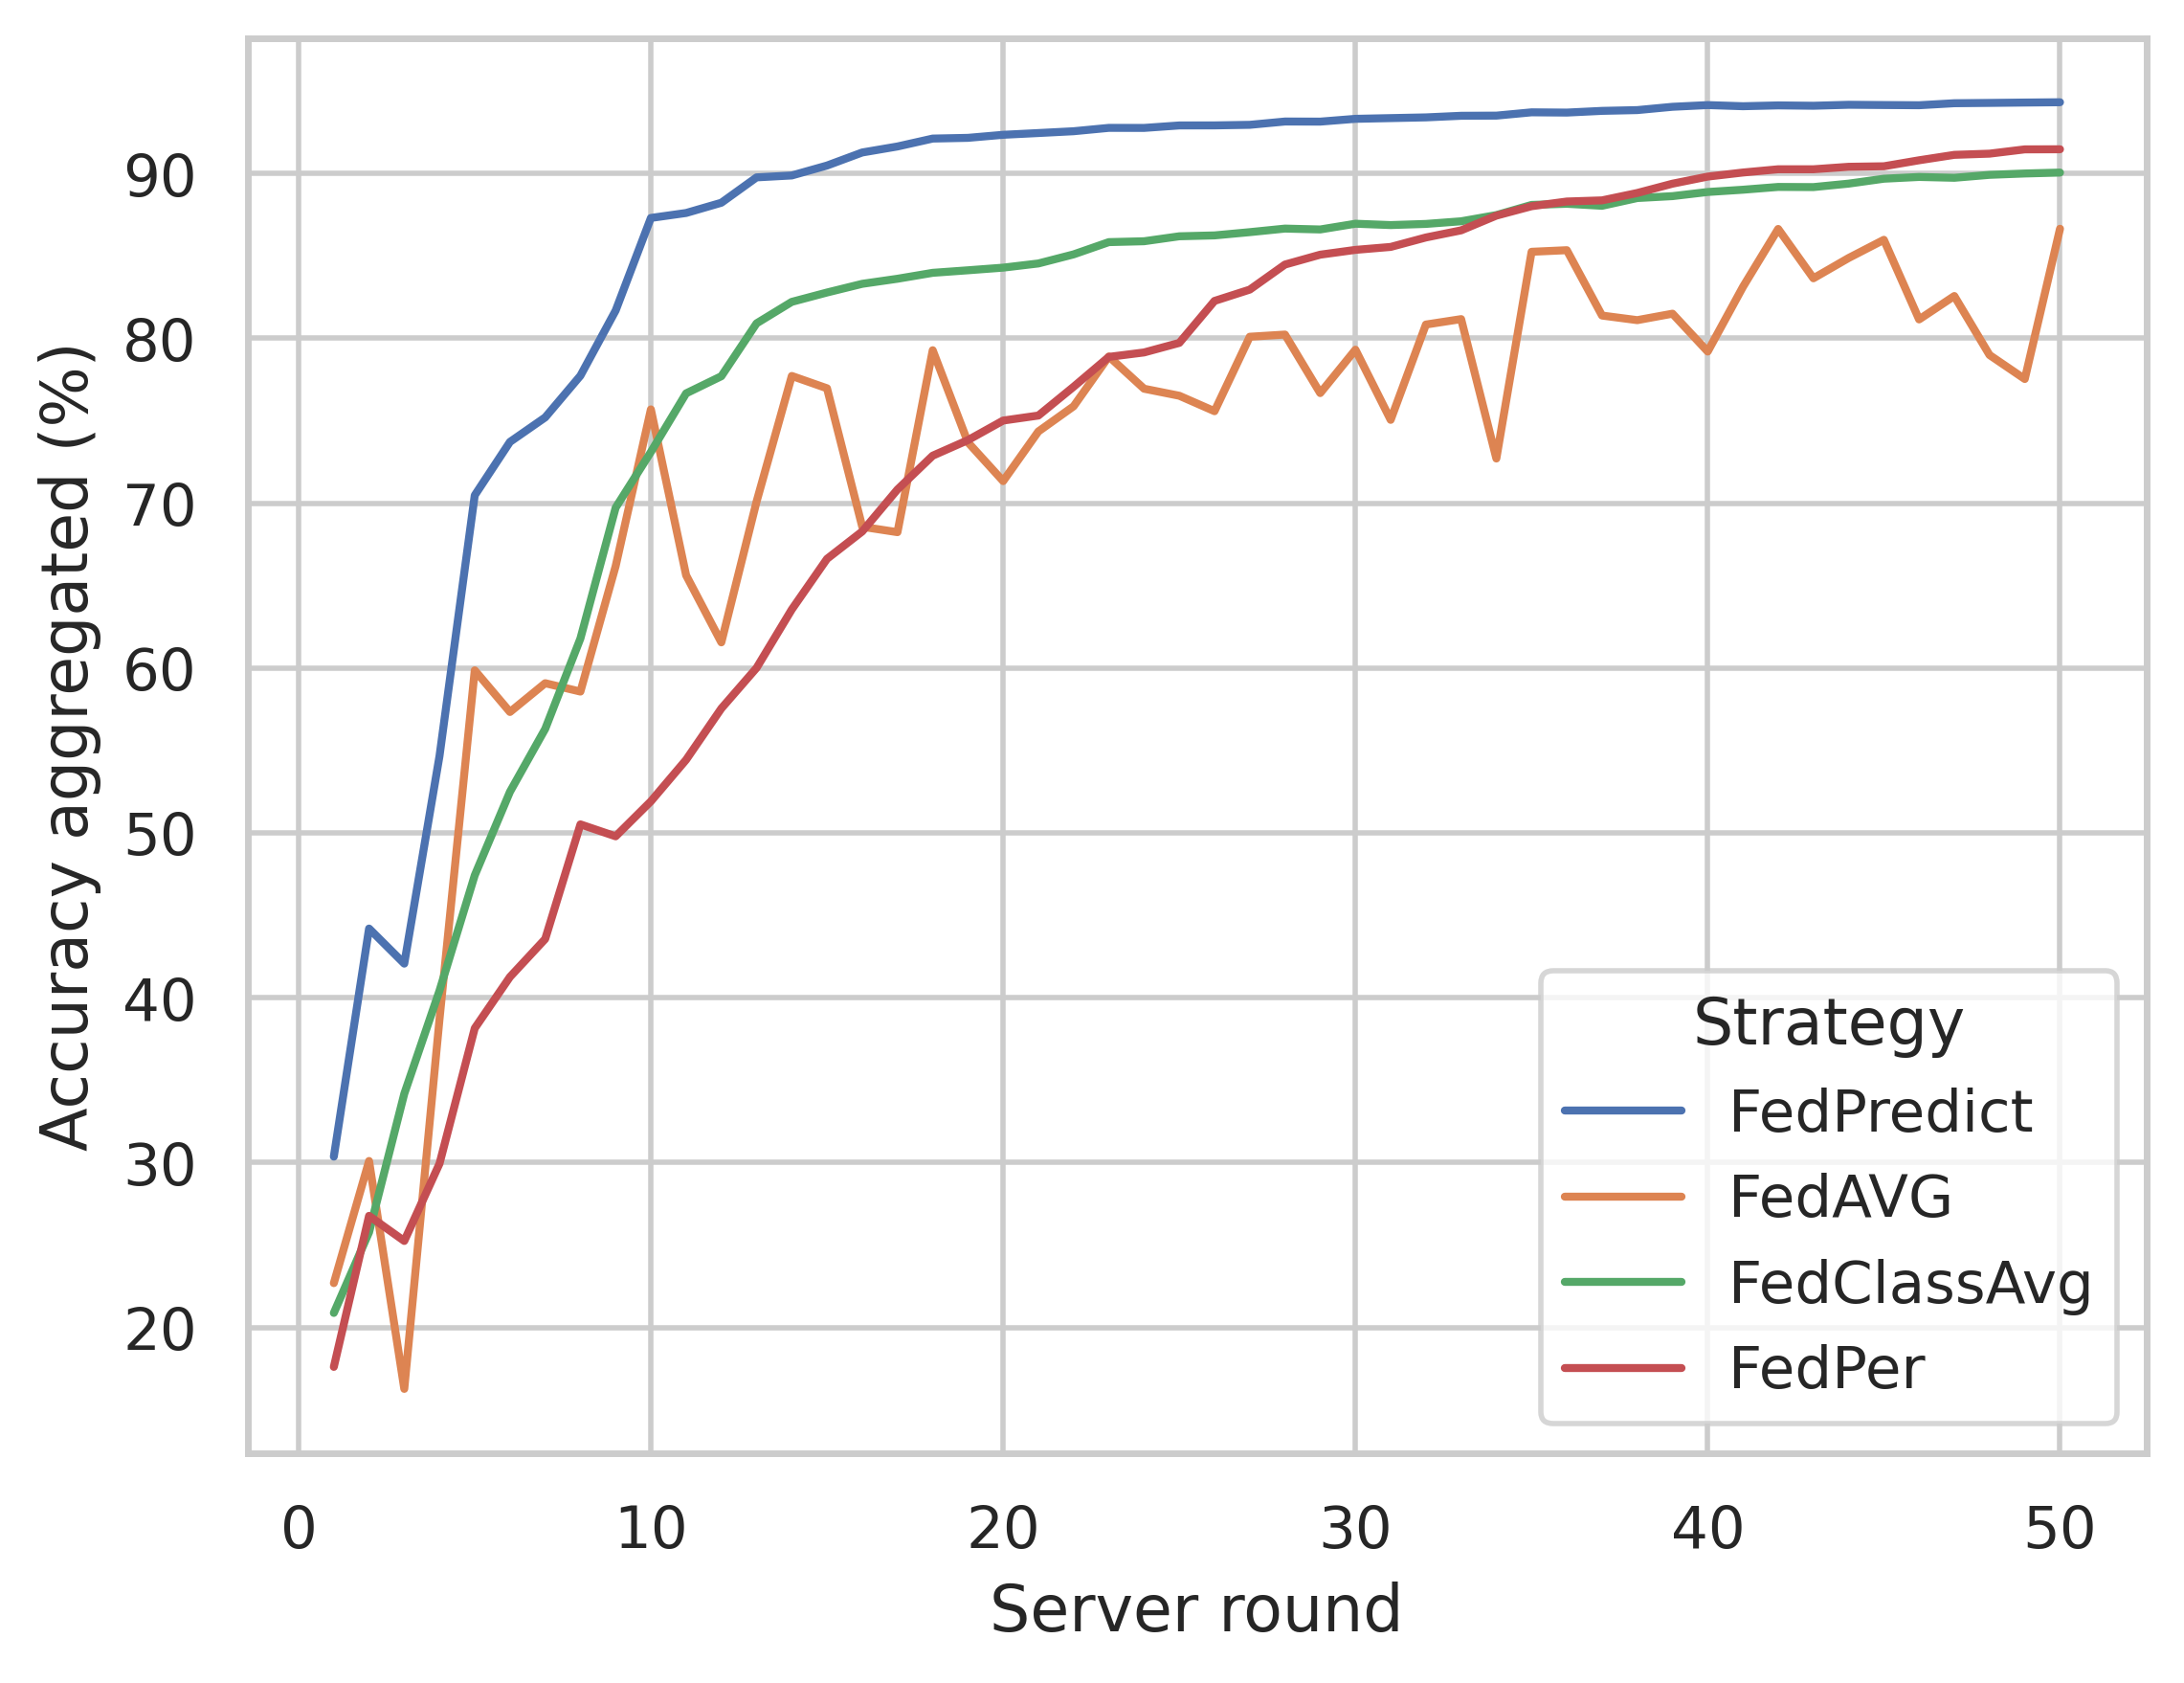 Accuracy aggregated (%)
90
80
70
60
50
40
30
20
Strategy
FedPredict
FedAVG
FedClassAvg
FedPer
0 10 20 30 40 50
Server round